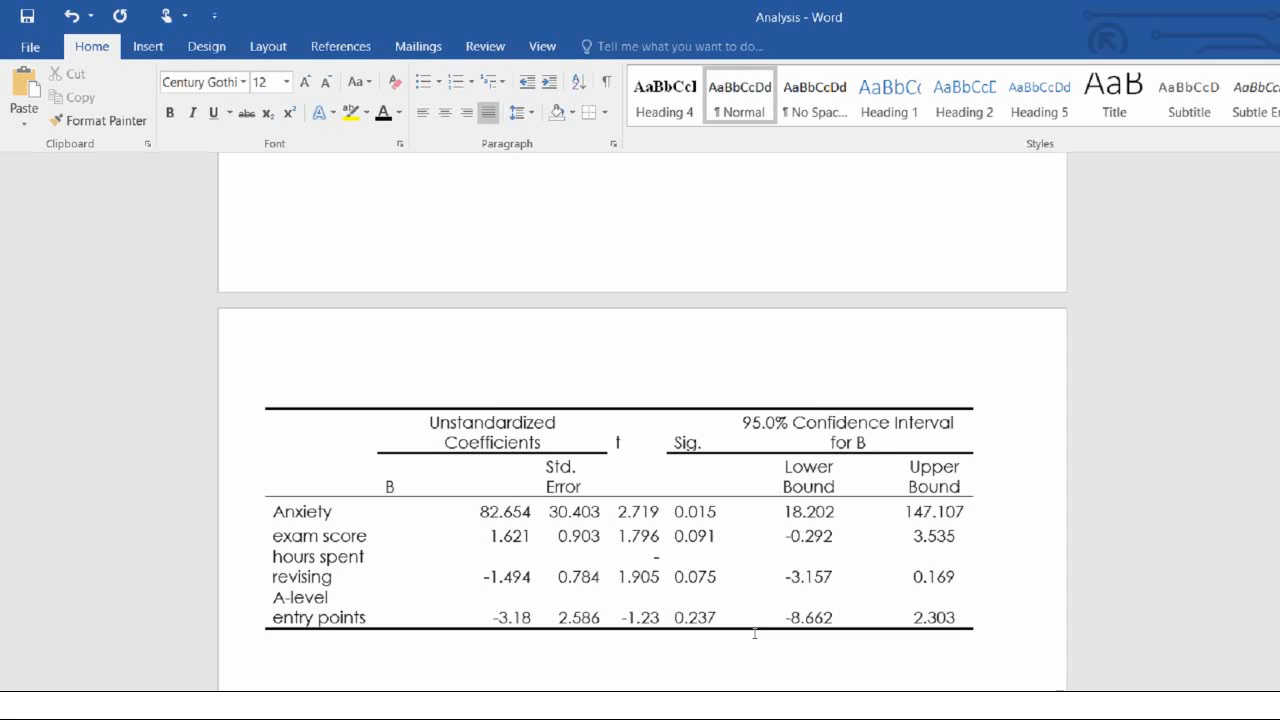 Analysis - Word
File Home Insert Design Layout References Mailings Review View Tell me what you want to do...
Paste
Cut
Copy
Format Painter
Century Gothi 12 A A Aa
B I U abc x₂ x² A A
AaBbCcI AaBbCcDd AaBbCcDd AaBbCc AaBbCcD AaBbCcDd AaB AaBbCcD AaBbCc
Heading 4 ¶ Normal ¶ No Spac... Heading 1 Heading 2 Heading 5 Title Subtitle Subtle E
Clipboard Font Paragraph Styles
Unstandardized 95.0% Confidence Interval
Coefficients t Sig. for B
Std. Lower Upper
B Error Bound Bound
Anxiety 82.654 30.403 2.719 0.015 18.202 147.107
exam score 1.621 0.903 1.796 0.091 -0.292 3.535
hours spent -
revising -1.494 0.784 1.905 0.075 -3.157 0.169
A-level
entry points -3.18 2.586 -1.23 0.237 -8.662 2.303